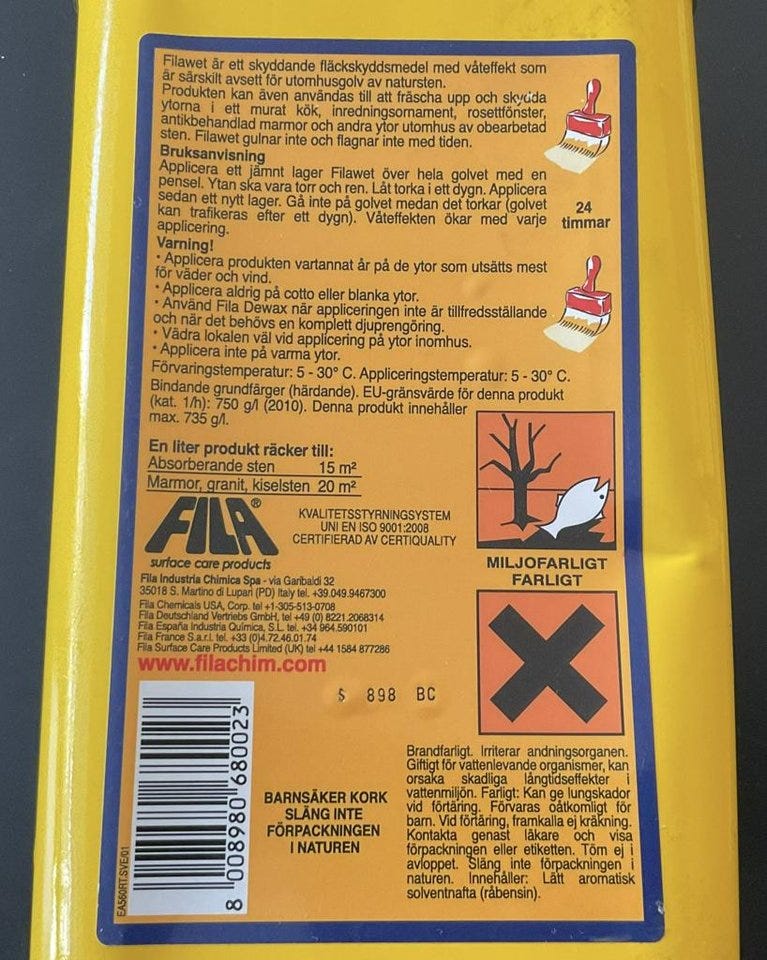 Filawet är ett skyddande fläckskyddsmedel med våteffekt som
är särskilt avsett för utomhusgolv av natursten.
Produkten kan även användas till att fräscha upp och skydda
ytorna i ett murat kök, inredningsornament, rosettfönster,
antikbehandlad marmor och andra ytor utomhus av obearbetad
sten. Filawet gulnar inte och flagnar inte med tiden.
Bruksanvisning
Applicera ett jämnt lager Filawet över hela golvet med en
pensel. Ytan ska vara torr och ren. Låt torka i ett dygn. Applicera
sedan ett nytt lager. Gå inte på golvet medan det torkar (golvet
kan trafikeras efter ett dygn). Våteffekten ökar med varje
applicering.
24
timmar
Varning!
• Applicera produkten vartannat år på de ytor som utsätts mest
för väder och vind.
• Applicera aldrig på cotto eller blanka ytor.
• Använd Fila Dewax när appliceringen inte är tillfredsställande
och när det behövs en komplett djuprengöring.
• Vädra lokalen väl vid applicering på ytor inomhus.
• Applicera inte på varma ytor.
Förvaringstemperatur: 5 - 30° C. Appliceringstemperatur: 5 - 30° C.
Bindande grundfärger (härdande). EU-gränsvärde för denna produkt
(kat. 1/h): 750 g/l (2010). Denna produkt innehåller
max. 735 g/l.
En liter produkt räcker till:
Absorberande sten 15 m²
Marmor, granit, kiselsten 20 m²
FILA®
surface care products
KVALITETSSTYRNINGSYSTEM
UNI EN ISO 9001:2008
CERTIFIERAD AV CERTIQUALITY
MILJOFARLIGT
FARLIGT
Fila Industria Chimica Spa - via Garibaldi 32
35018 S. Martino di Lupari (PD) Italy tel. +39.049.9467300
Fila Chemicals USA, Corp. tel +1-305-513-0708
Fila Deutschland Vertriebs GmbH, tel +49 (0) 8221.2068314
Fila España Industria Química, S.L. tel. +34 964.590101
Fila France S.a.r.l. tel. +33 (0)4.72.46.01.74
Fila Surface Care Products Limited (UK) tel +44 1584 877286
www.filachim.com
$ 898 BC
8 008980 680023
EA560RT.SVE/01
BARNSÄKER KORK
SLÄNG INTE
FÖRPACKNINGEN
I NATUREN
Brandfarligt. Irriterar andningsorganen.
Giftigt för vattenlevande organismer, kan
orsaka skadliga långtidseffekter i
vattenmiljön. Farligt: Kan ge lungskador
vid förtäring. Förvaras oåtkomligt för
barn. Vid förtäring, framkalla ej kräkning.
Kontakta genast läkare och visa
förpackningen eller etiketten. Töm ej i
avloppet. Släng inte förpackningen i
naturen. Innehåller: Lätt aromatisk
solventnafta (råbensin).